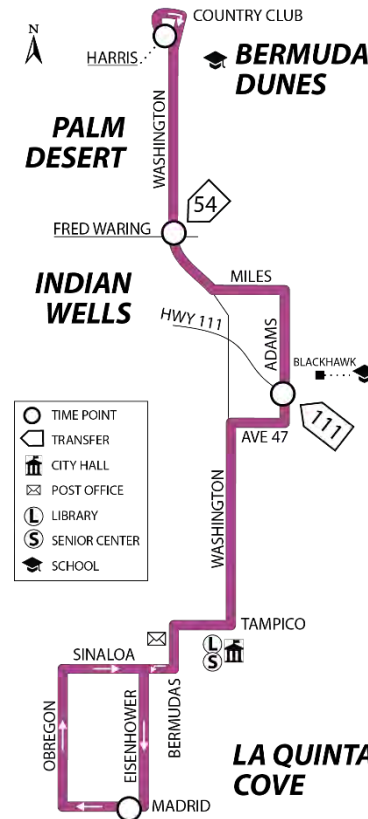 COUNTRY CLUB
N
HARRIS
BERMUDA
DUNES
WASHINGTON
PALM
DESERT
54
FRED WARING
INDIAN
WELLS
MILES
HWY 111
ADAMS
BLACKHAWK
111
AVE 47
TIME POINT
TRANSFER
CITY HALL
POST OFFICE
L LIBRARY
S SENIOR CENTER
SCHOOL
WASHINGTON
TAMPICO
L
S
SINALOA
BERMUDAS
OBREGON
EISENHOWER
MADRID
LA QUINTA
COVE